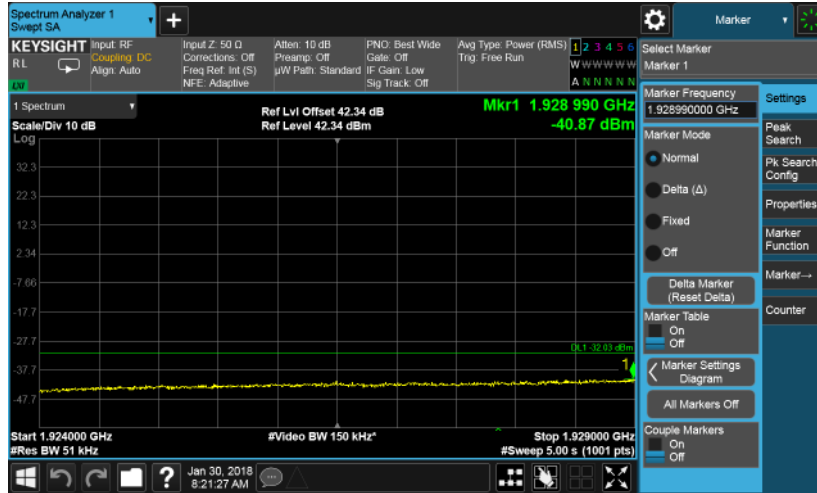 Spectrum Analyzer 1
Swept SA
+
Marker
KEYSIGHT
RL
LXI
Input: RF
Coupling: DC
Align: Auto
Input Z: 50 Ω
Corrections: Off
Freq Ref: Int (S)
NFE: Adaptive
Atten: 10 dB
Preamp: Off
µW Path: Standard
PNO: Best Wide
Gate: Off
IF Gain: Low
Sig Track: Off
Avg Type: Power (RMS)
Trig: Free Run
1 2 3 4 5 6
W W W W W W
A N N N N N
Select Marker
Marker 1
1 Spectrum
Scale/Div 10 dB
Log
Ref Lvl Offset 42.34 dB
Ref Level 42.34 dBm
Mkr1 1.928 990 GHz
-40.87 dBm
32.3
22.3
12.3
2.34
-7.66
-17.7
-27.7
-37.7
-47.7
DL1 -32.03 dBm
1
Start 1.924000 GHz
#Res BW 51 kHz
#Video BW 150 kHz*
Stop 1.929000 GHz
#Sweep 5.00 s (1001 pts)
Marker Frequency
1.928990000 GHz
Marker Mode
Normal
Delta (Δ)
Fixed
Off
Delta Marker
(Reset Delta)
Marker Table
On
Off
Marker Settings
Diagram
All Markers Off
Couple Markers
On
Off
Settings
Peak
Search
Pk Search
Config
Properties
Marker
Function
Marker→
Counter
?
Jan 30, 2018
8:21:27 AM